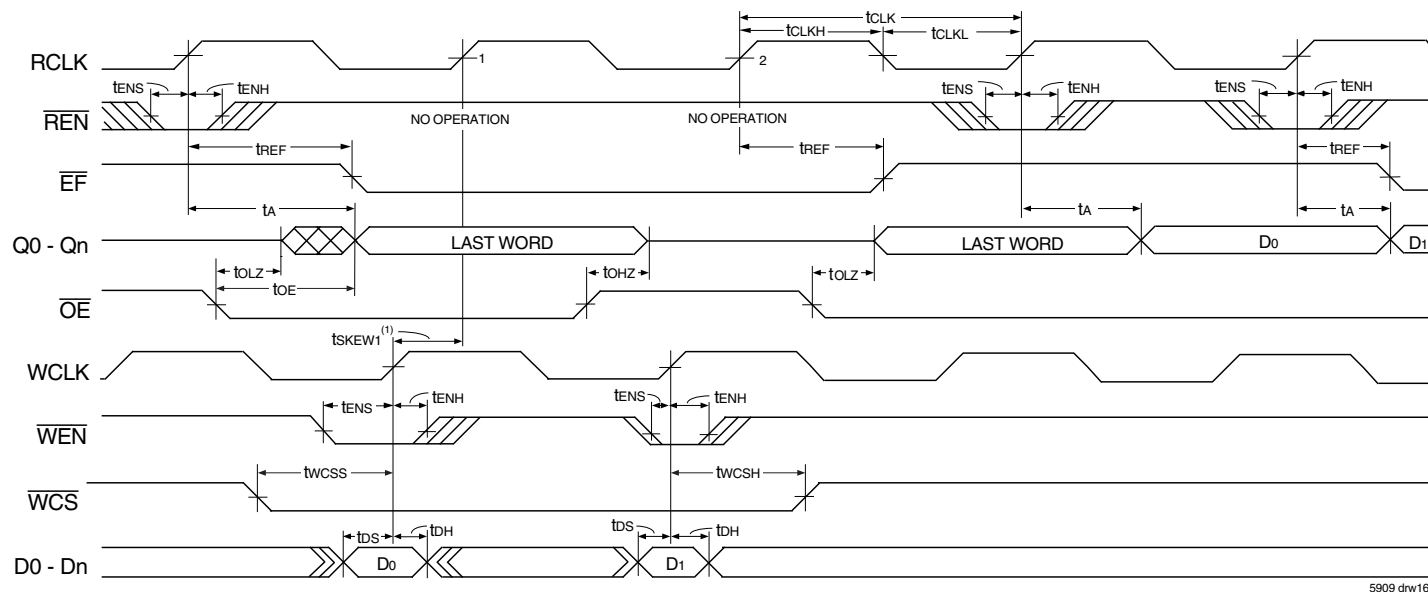 tCLK
tCLKH
tCLKL
RCLK
1
2
tENS
tENH
tENS
tENH
tENS
tENH
REN
NO OPERATION
NO OPERATION
tREF
tREF
tREF
EF
tA
tA
tA
Q0 - Qn
LAST WORD
LAST WORD
D0
D1
tOLZ
tOHZ
tOLZ
tOE
OE
tSKEW1(1)
WCLK
tENS
tENH
tENS
tENH
WEN
tWCSS
tWCSH
WCS
tDS
tDH
tDS
tDH
D0 - Dn
D0
D1
5909 drw16